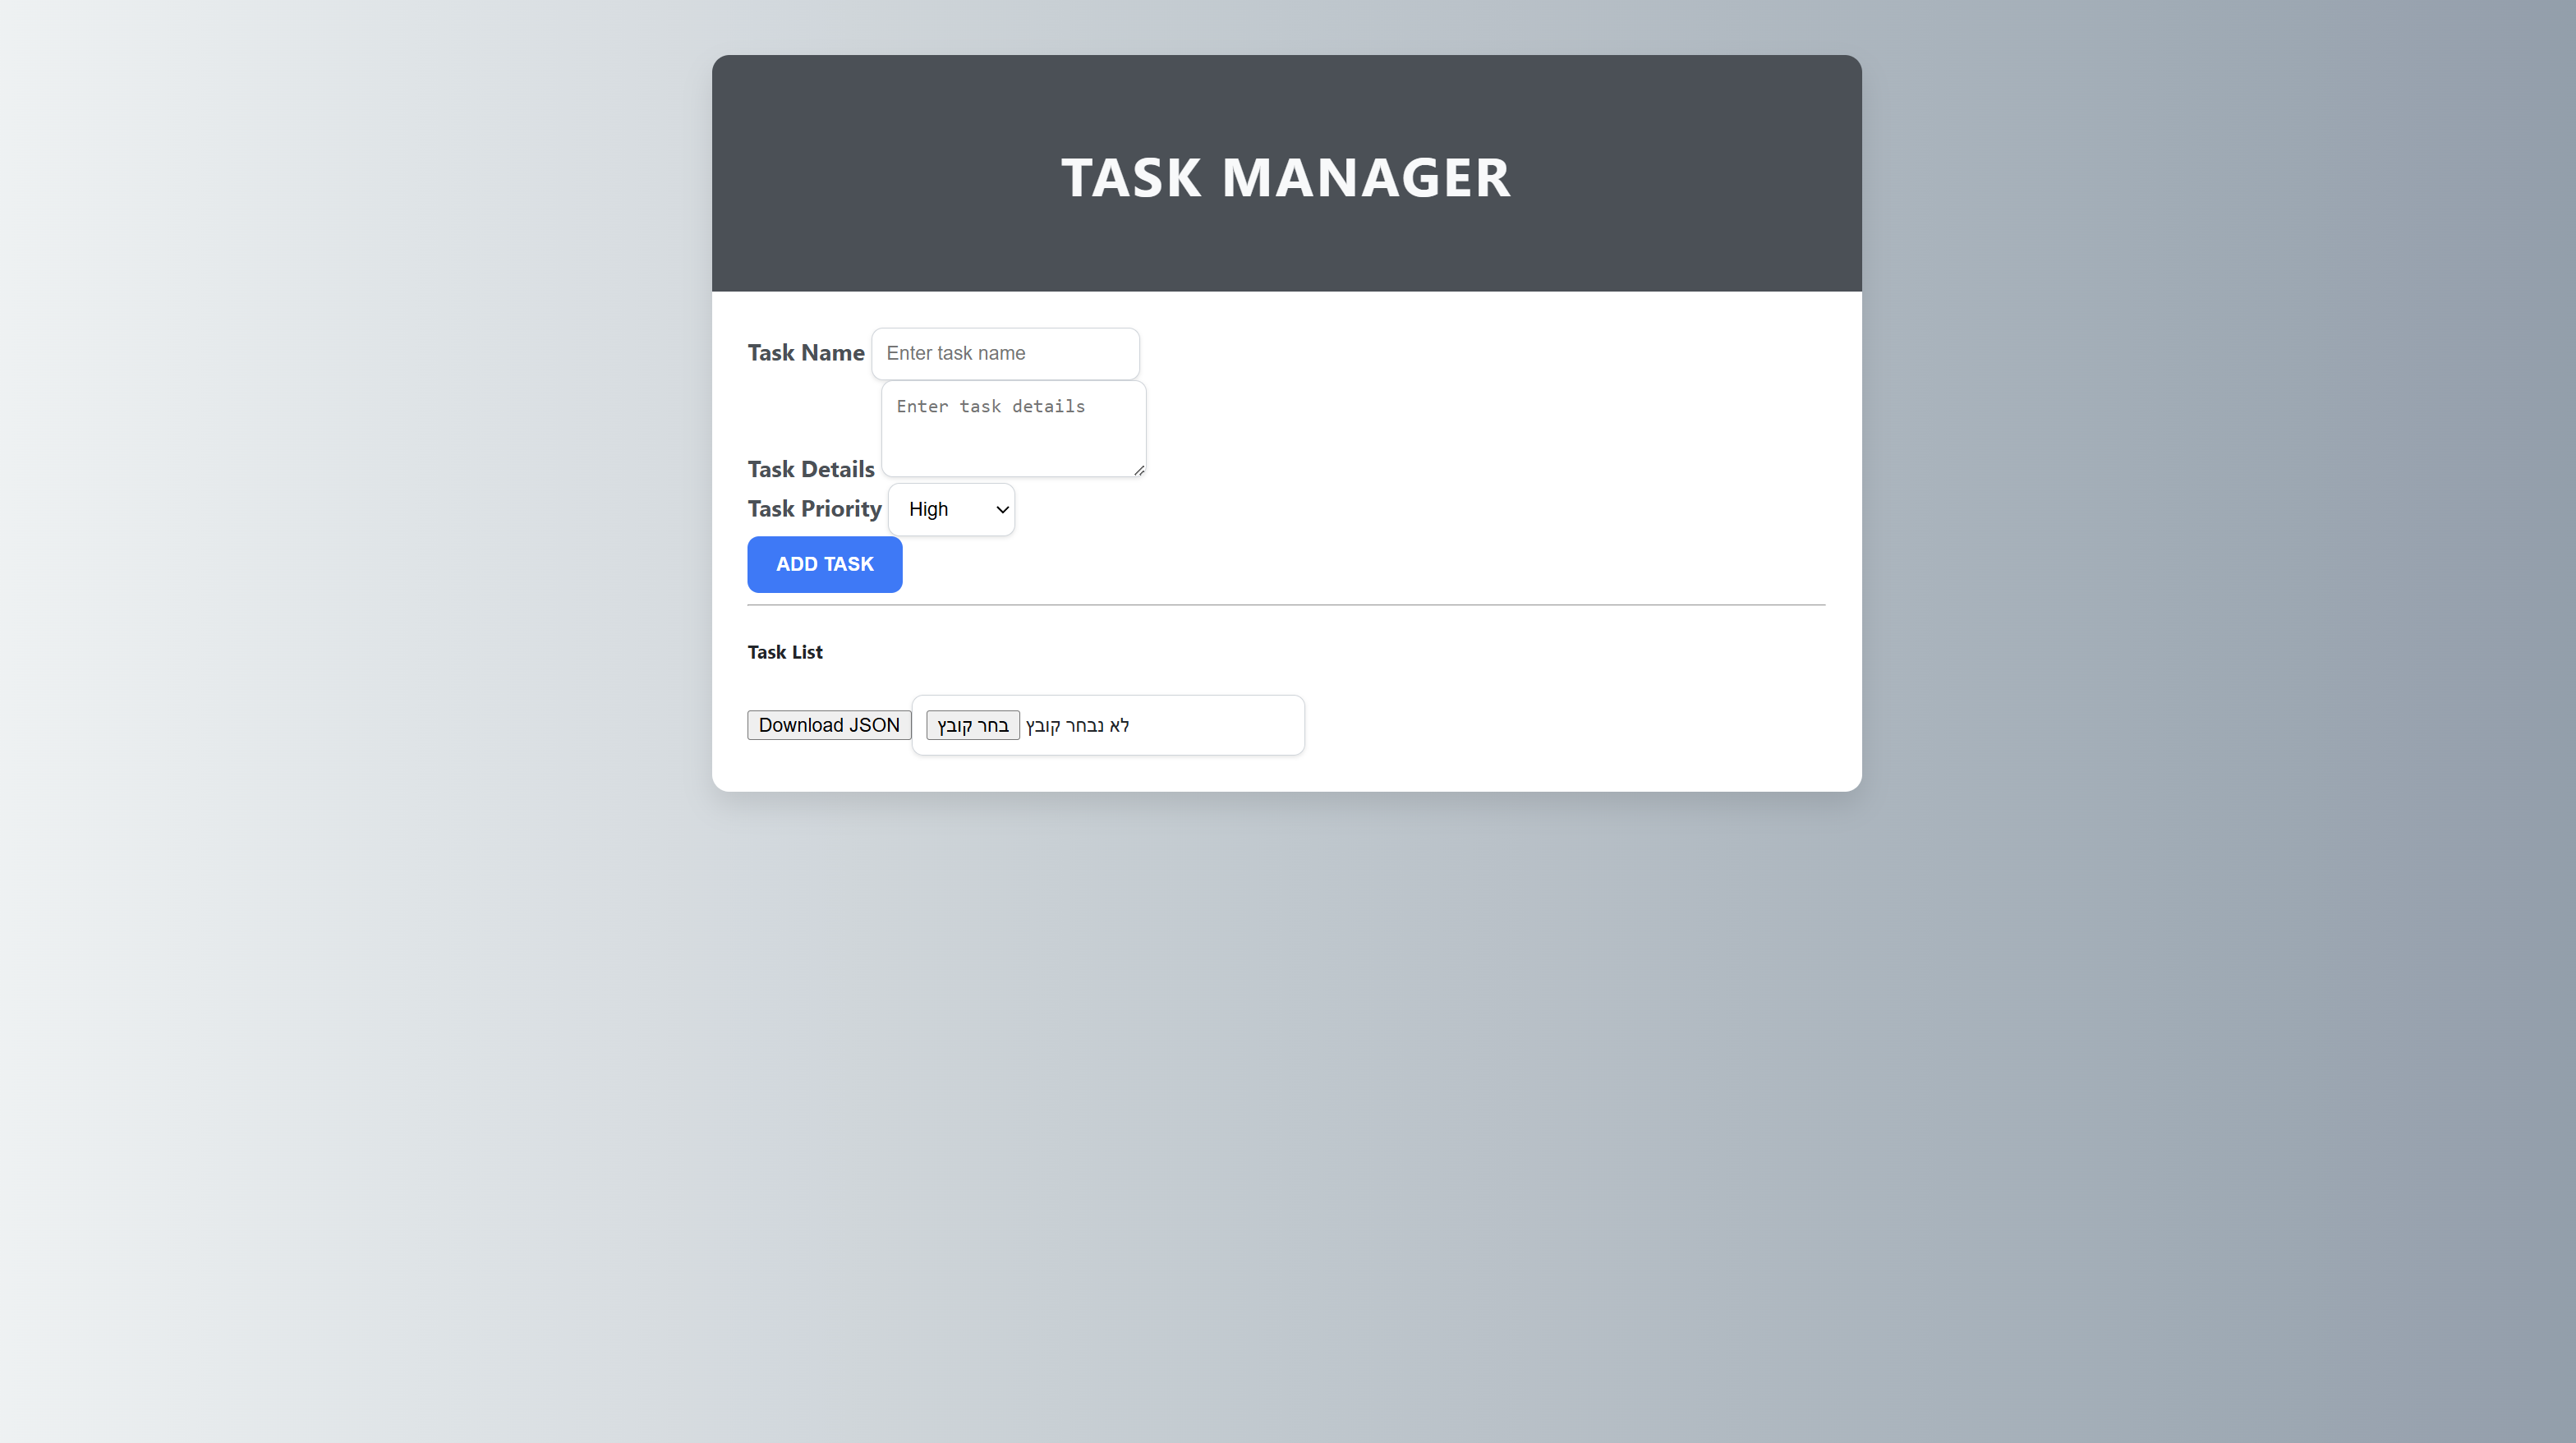 TASK MANAGER
Task Name Enter task name
Enter task details
Task Details
Task Priority High
ADD TASK
Task List
Download JSON בחר קובץ לא נבחר קובץ